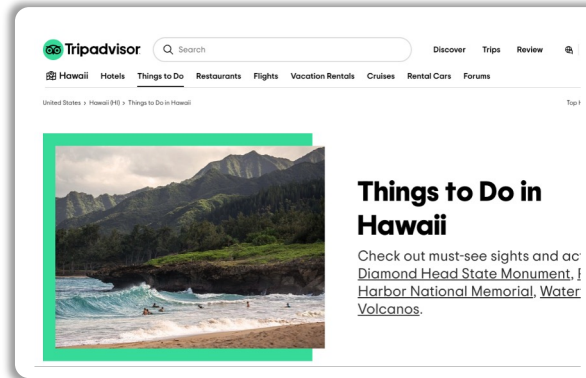 Tripadvisor
Search
Discover Trips Review
Hawaii Hotels Things to Do Restaurants Flights Vacation Rentals Cruises Rental Cars Forums
United States > Hawaii (HI) > Things to Do in Hawaii
Top
Things to Do in
Hawaii
Check out must-see sights and
Diamond Head State Monument,
Harbor National Memorial, Water
Volcanos.